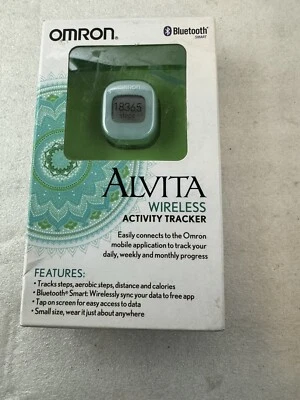 OMRON
Bluetooth®
SMART
18365
ALVITA
WIRELESS
ACTIVITY TRACKER
Easily connects to the Omron
mobile application to track your
daily, weekly and monthly progress
FEATURES:
• Tracks steps, aerobic steps, distance and calories
• Bluetooth® Smart: Wirelessly sync your data to free app
• Tap on screen for easy access to data
• Small size, wear it just about anywhere